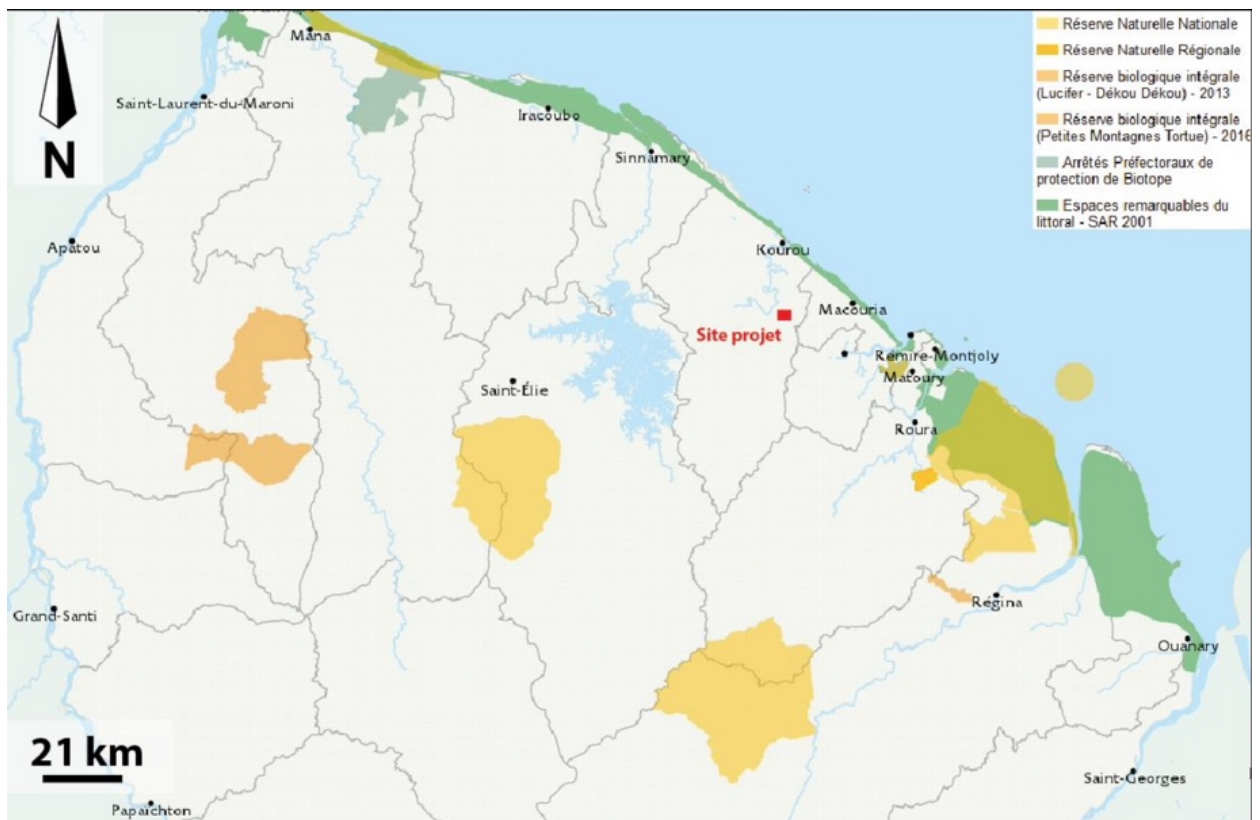 Mana
Saint-Laurent-du-Maroni
Iracoubo
Sinnamary
Apatou
Kourou
Macouria
Site projet
Rémire-Montjoly
Matoury
Saint-Élie
Roura
Grand-Santi
Régina
Ouanary
Saint-Georges
Papaïchton
N
21 km
Réserve Naturelle Nationale
Réserve Naturelle Régionale
Réserve biologique intégrale
(Lucifer - Dékou Dékou) - 2013
Réserve biologique intégrale
(Petites Montagnes Tortue) - 2016
Arrêtés Préfectoraux de
protection de Biotope
Espaces remarquables du
littoral - SAR 2001